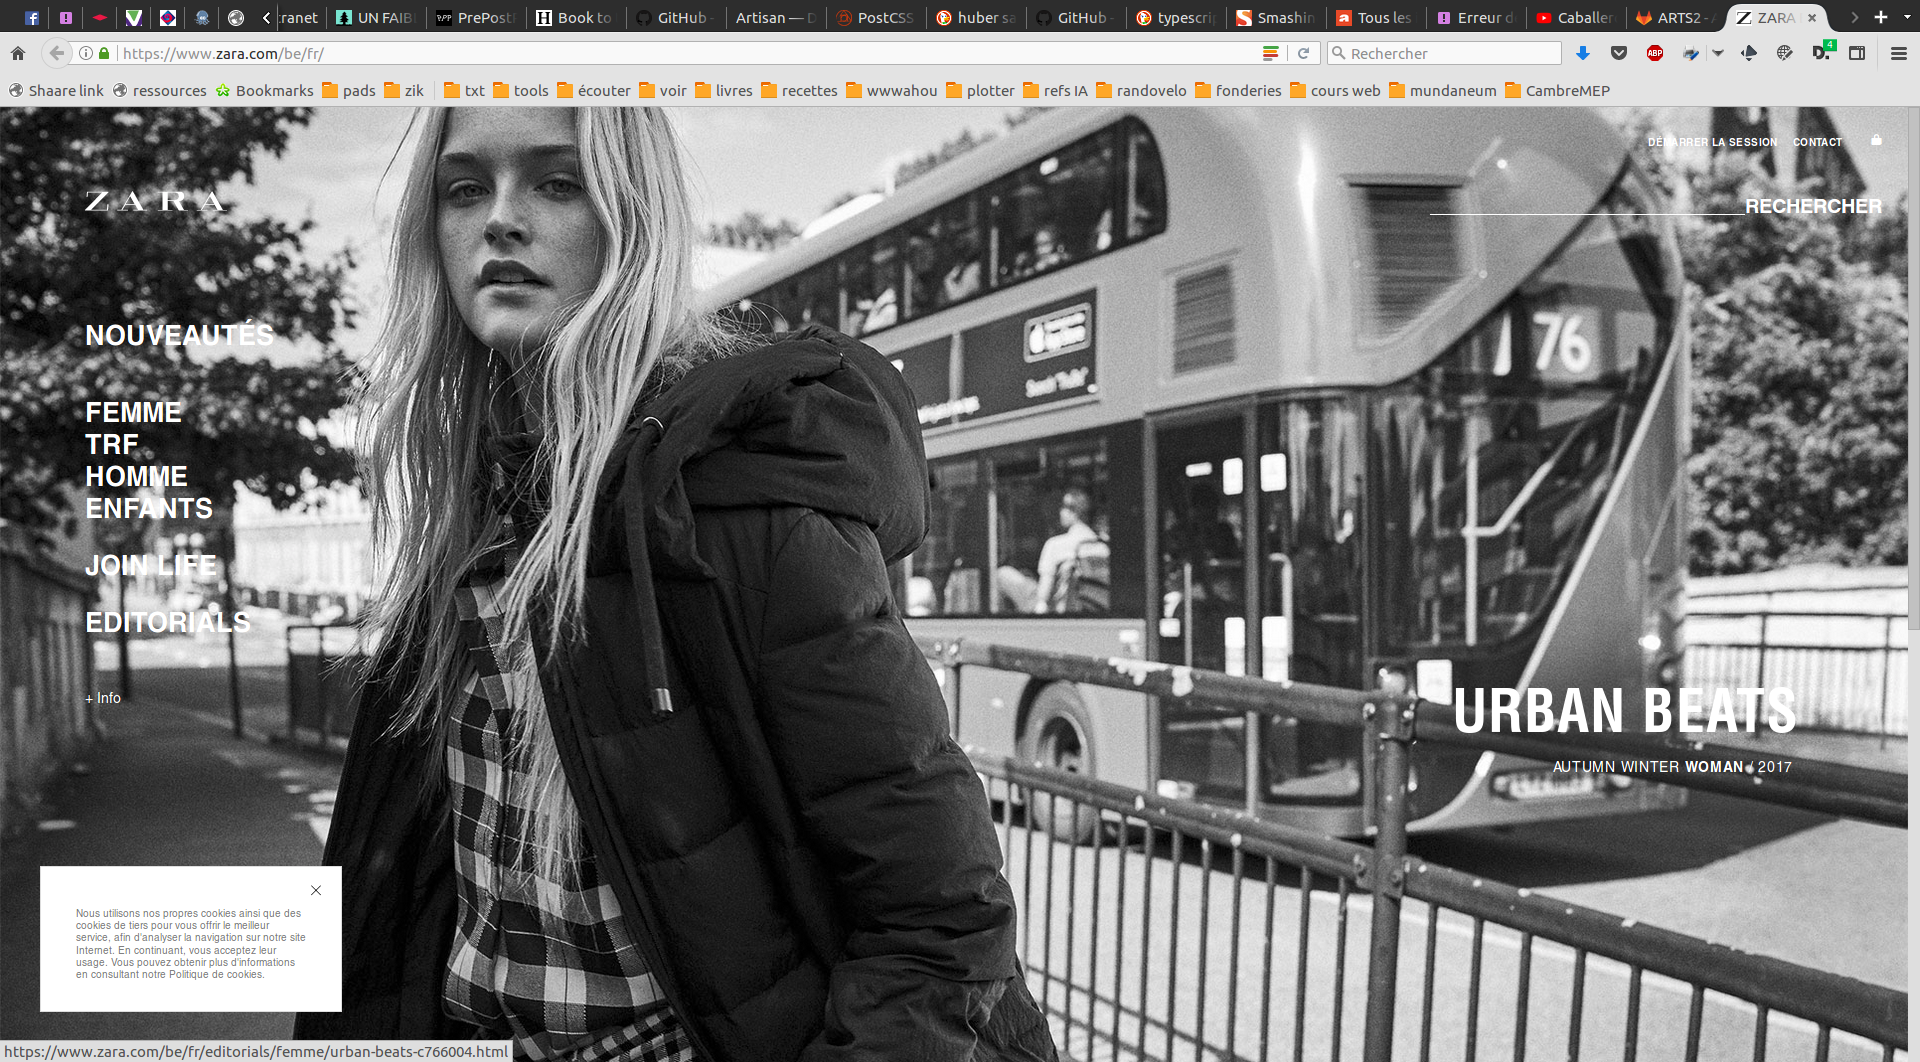 ranet
UN FAIBL
PrePost
Book to
GitHub -
Artisan — D
PostCSS
huber sa
GitHub -
typescrip
Smashin
Tous les
Erreur d
Caballer
ARTS2 - A
ZARA
https://www.zara.com/be/fr/
Rechercher
ABP
4
Shaare link
ressources
Bookmarks
pads
zik
txt
tools
écouter
voir
livres
recettes
wwwahou
plotter
refs IA
randovelo
fonderies
cours web
mundaneum
CambreMEP
DÉMARRER LA SESSION
CONTACT
ZARA
RECHERCHER
NOUVEAUTÉS
76
FEMME
TRF
HOMME
ENFANTS
JOIN LIFE
EDITORIALS
+ Info
URBAN BEATS
AUTUMN WINTER WOMAN / 2017
Nous utilisons nos propres cookies ainsi que des
cookies de tiers pour vous offrir le meilleur
service, afin d'analyser la navigation sur notre site
Internet. En continuant, vous acceptez leur
usage. Vous pouvez obtenir plus d'informations
en consultant notre Politique de cookies.
https://www.zara.com/be/fr/editorials/femme/urban-beats-c766004.html